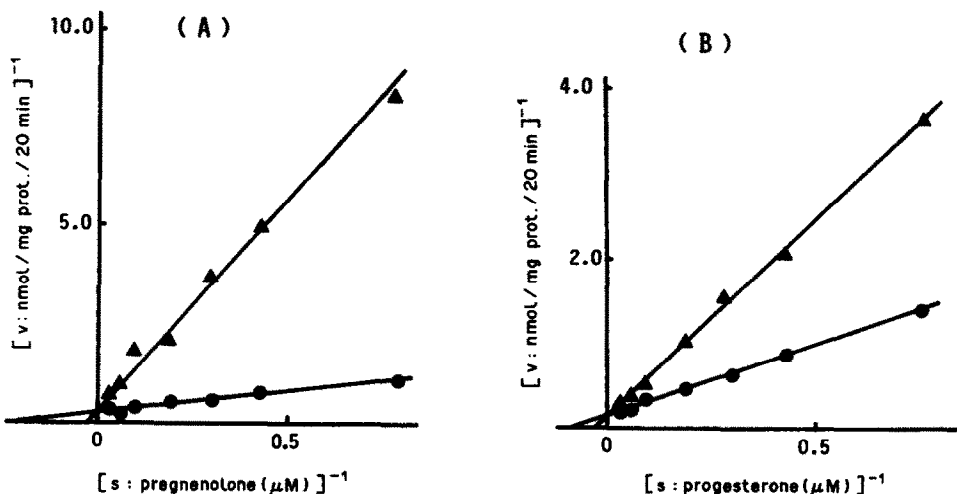 (A)
10.0
5.0
[v: nmol/mg prot./20 min]⁻¹
0
0.5
[s: pregnenolone(μM)]⁻¹
(B)
4.0
2.0
[v: nmol/mg prot./20 min]⁻¹
0
0.5
[s: progesterone(μM)]⁻¹